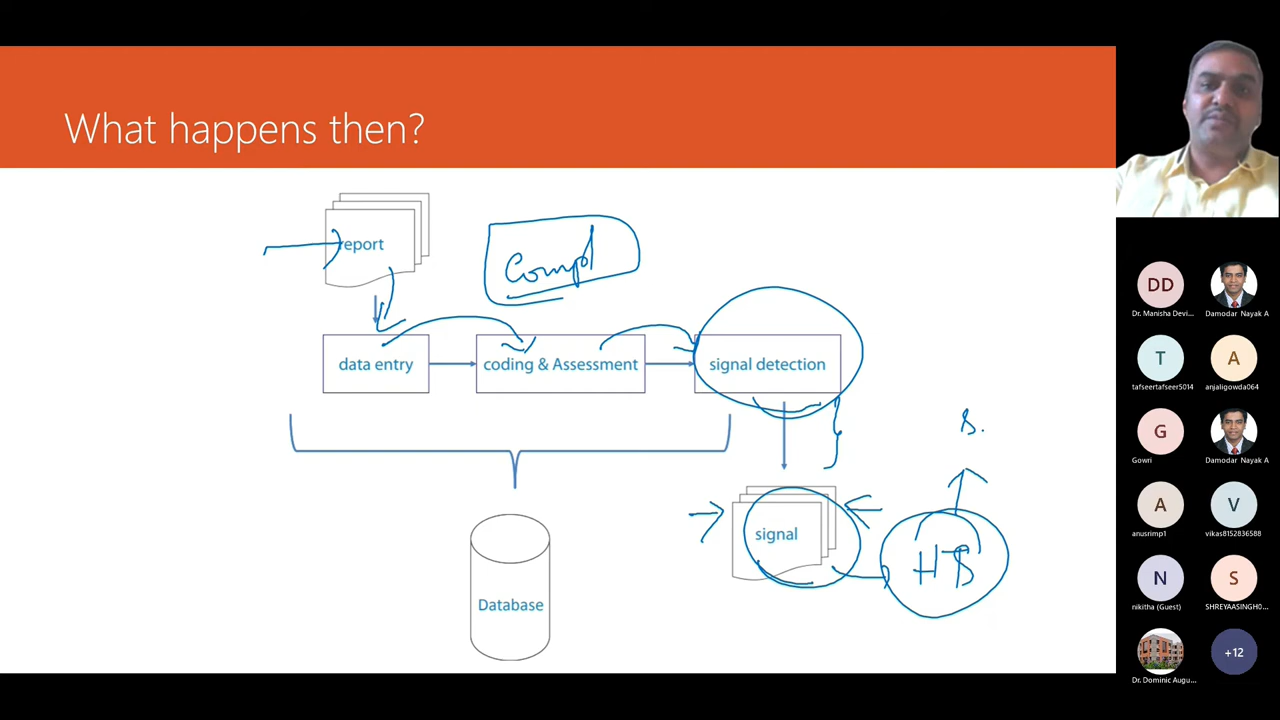 What happens then?
report
Compl
data entry
coding & Assessment
signal detection
signal
Database
DD
Dr. Manisha Devi...
Damodar Nayak A
T
tafseertafseer5014
A
anjaligowda064
G
Gowri
Damodar Nayak A
A
anusrimp1
V
vikas8152836588
N
nikitha (Guest)
S
SHREYAASINGH0...
Dr. Dominic Augu...
+12